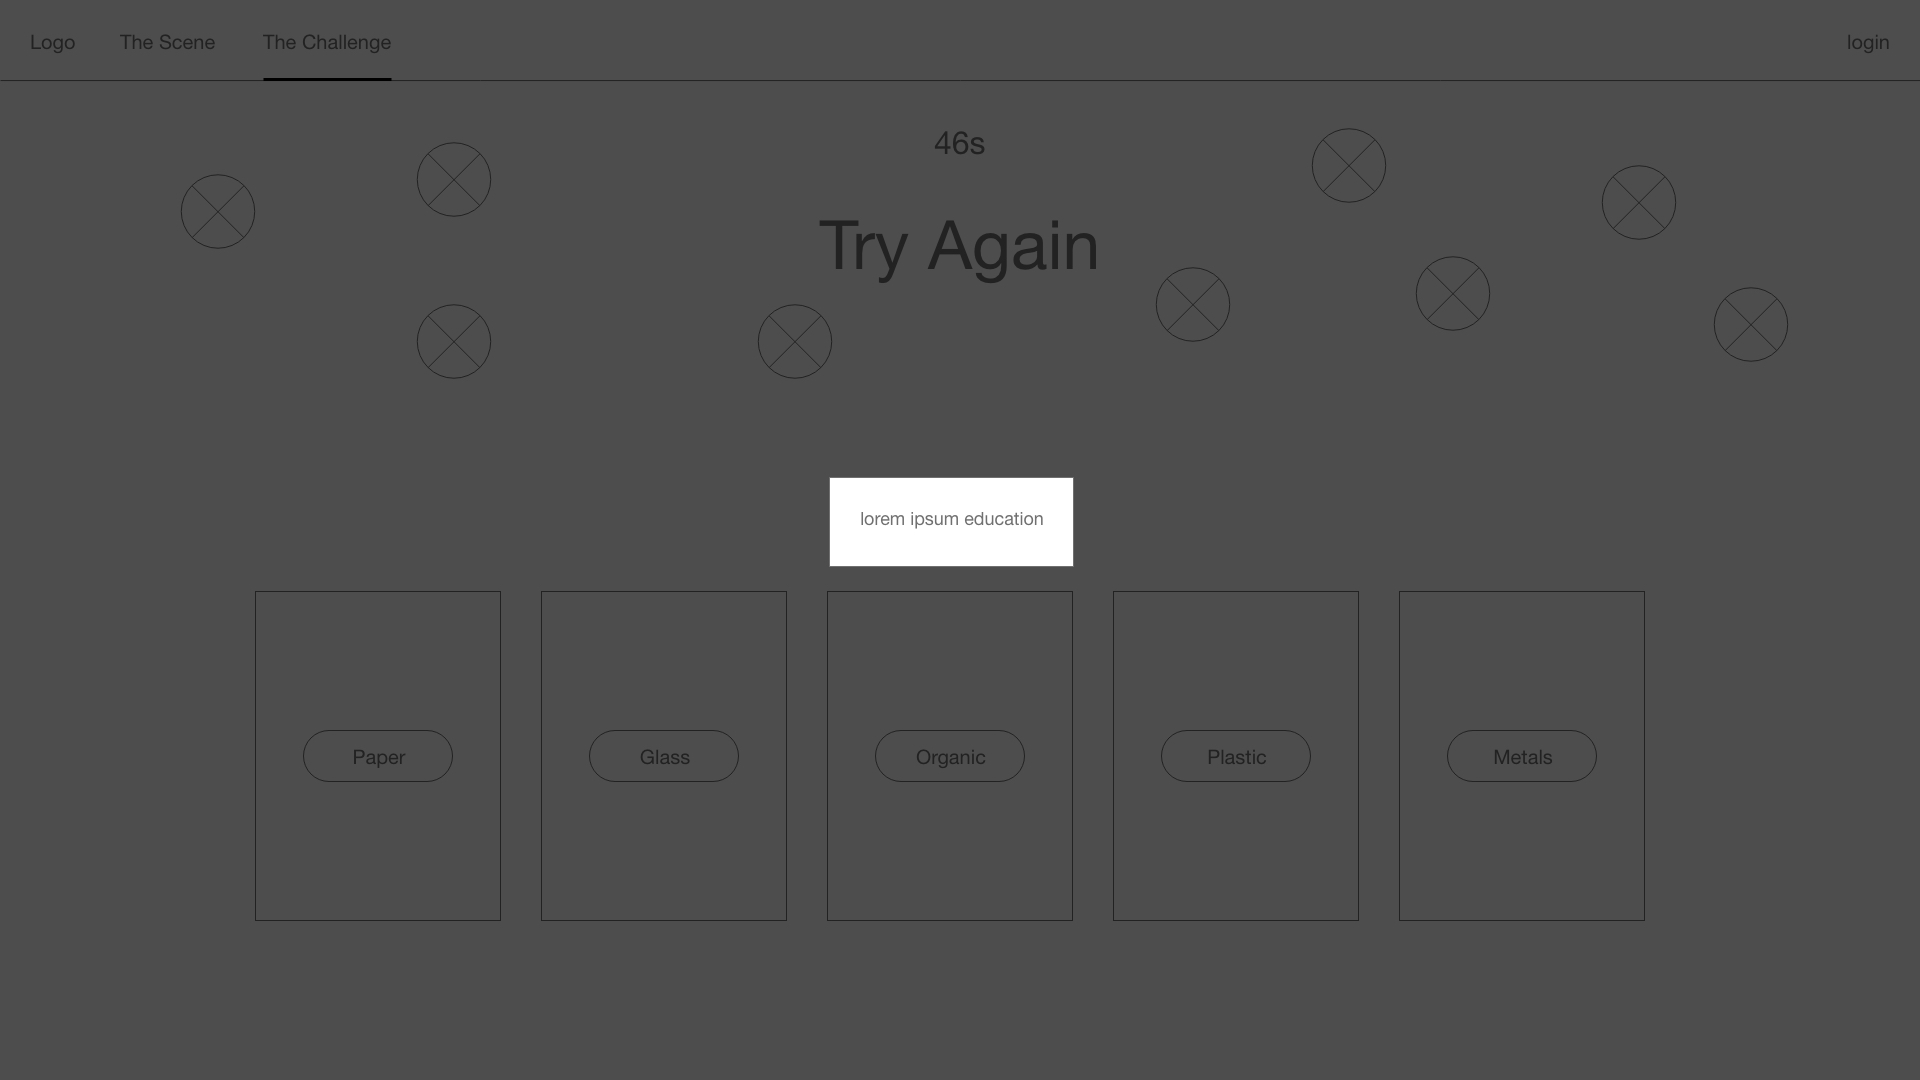 Logo The Scene The Challenge login
46s
Try Again
lorem ipsum education
Paper Glass Organic Plastic Metals